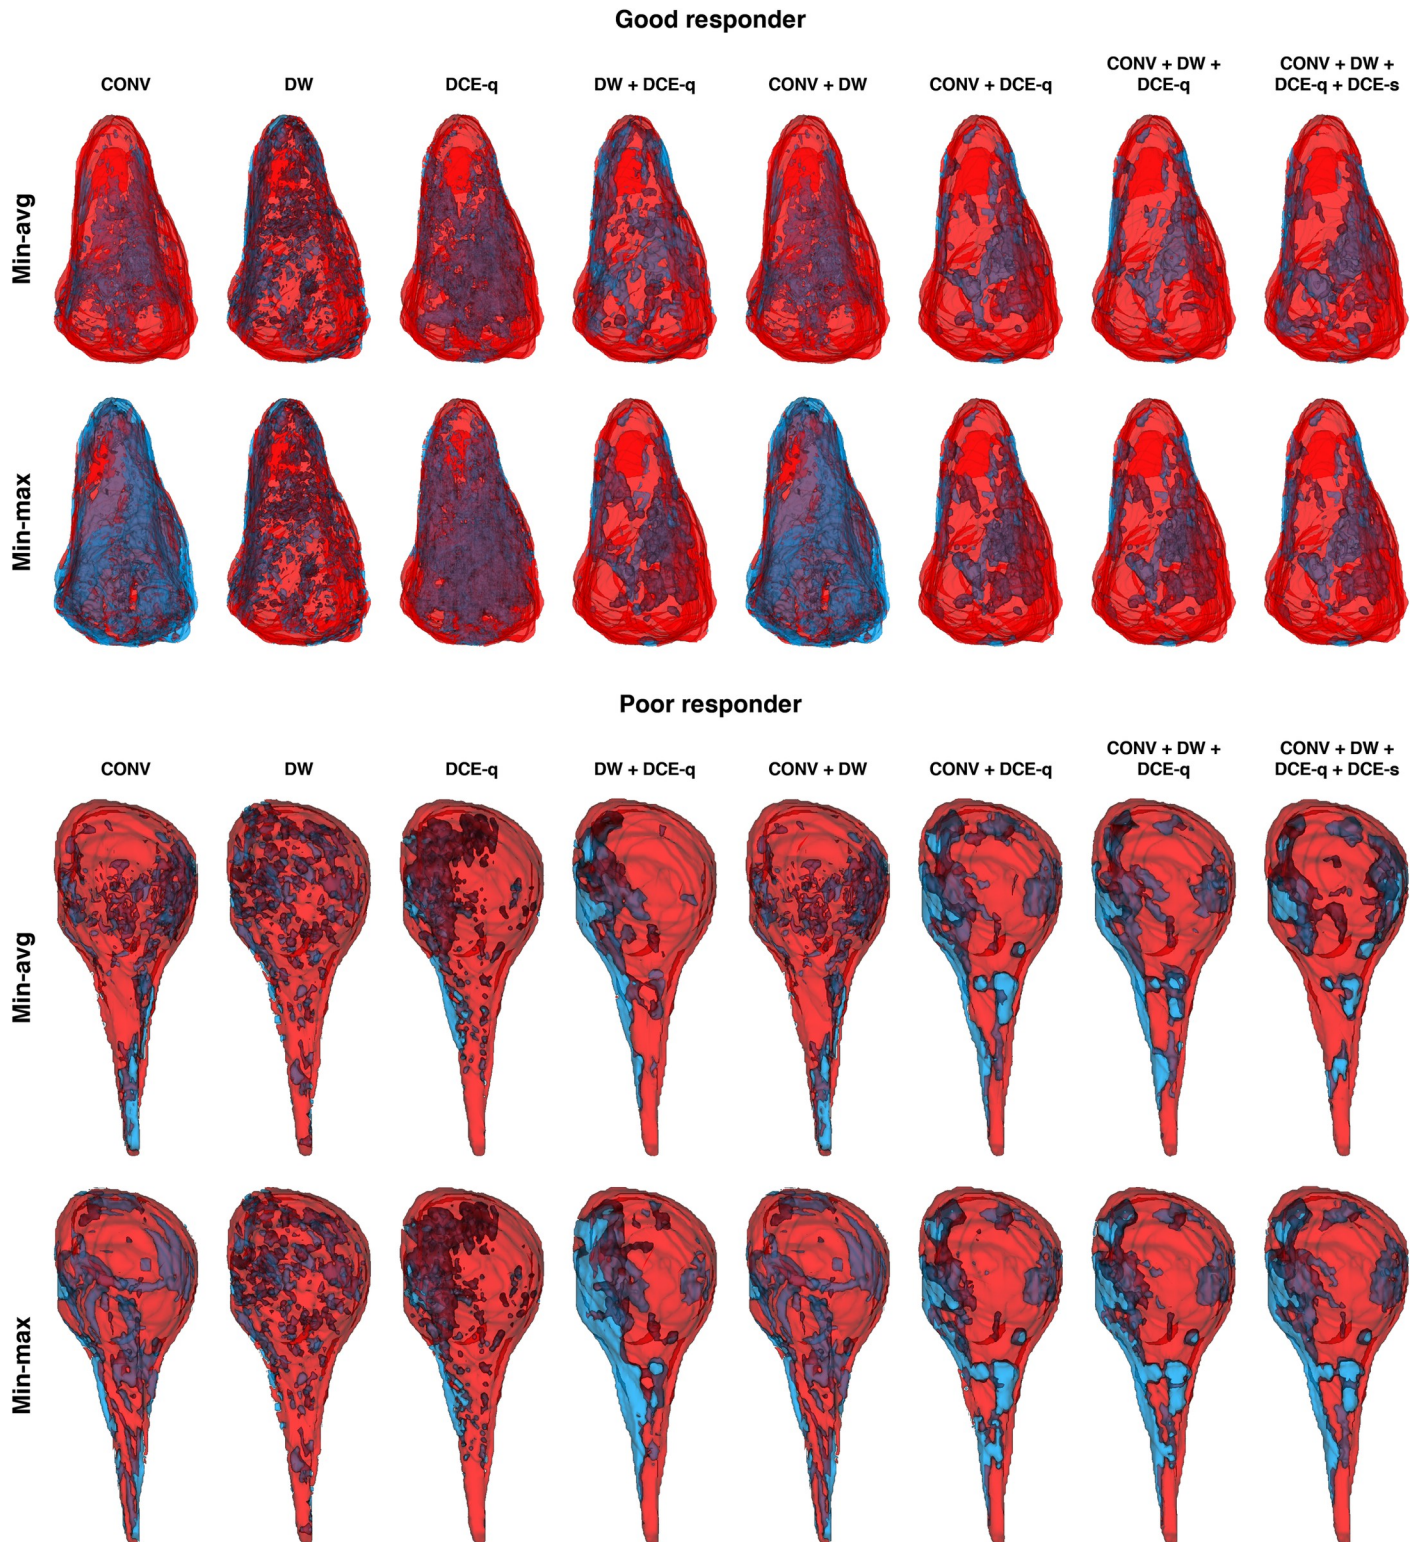 Good responder
CONV
DW
DCE-q
DW + DCE-q
CONV + DW
CONV + DCE-q
CONV + DW +
DCE-q
CONV + DW +
DCE-q + DCE-s
Min-avg
Min-max
Poor responder
CONV
DW
DCE-q
DW + DCE-q
CONV + DW
CONV + DCE-q
CONV + DW +
DCE-q
CONV + DW +
DCE-q + DCE-s
Min-avg
Min-max